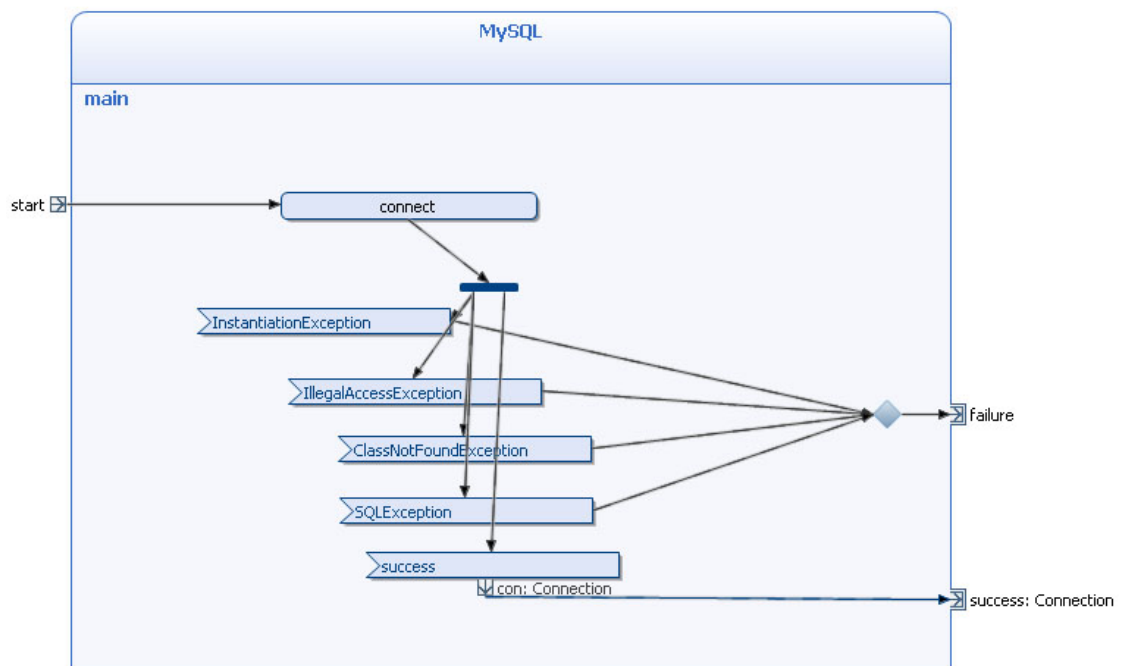 MySQL
main
start
connect
InstantiationException
IllegalAccessException
failure
ClassNotFoundException
SQLException
success
con: Connection
success: Connection